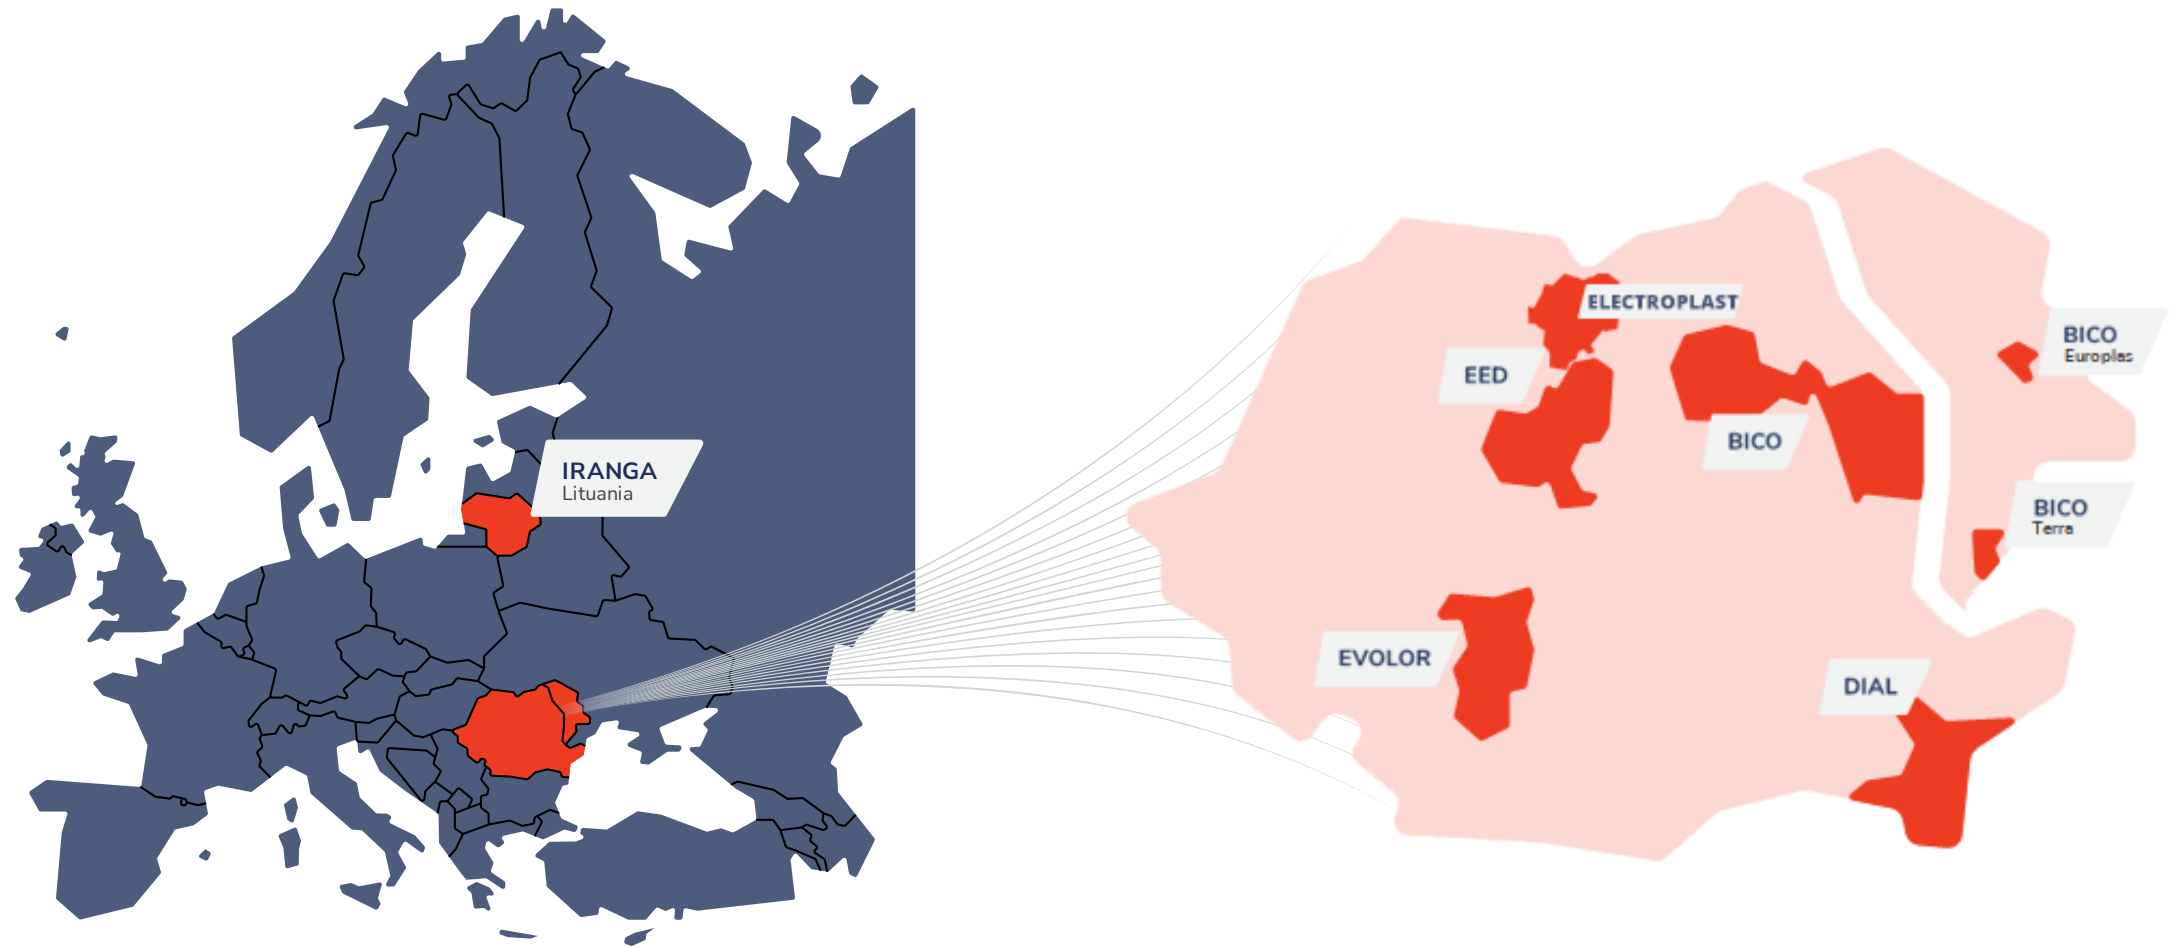 IRANGA
Lituania
ELECTROPLAST
BICO
Europlas
EED
BICO
BICO
Terra
EVOLOR
DIAL